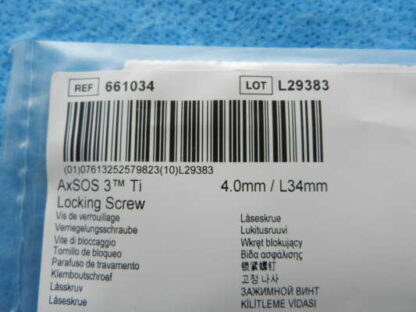 REF 661034 LOT L29383
(01)07613252579823(10)L29383
AxSOS 3™ Ti 4.0mm / L34mm
Locking Screw
Vis de verrouillage Låseskrue
Verriegelungsschraube Lukitusruuvi
Vite di bloccaggio Wkręt blokujący
Tornillo de bloqueo Βίδα ασφάλισης
Parafuso de travamento 锁紧螺钉
Klemboutschroef 고정 나사
Låsskruv ЗАЖИМНОЙ ВИНТ
Låseskrue KİLİTLEME VİDASI